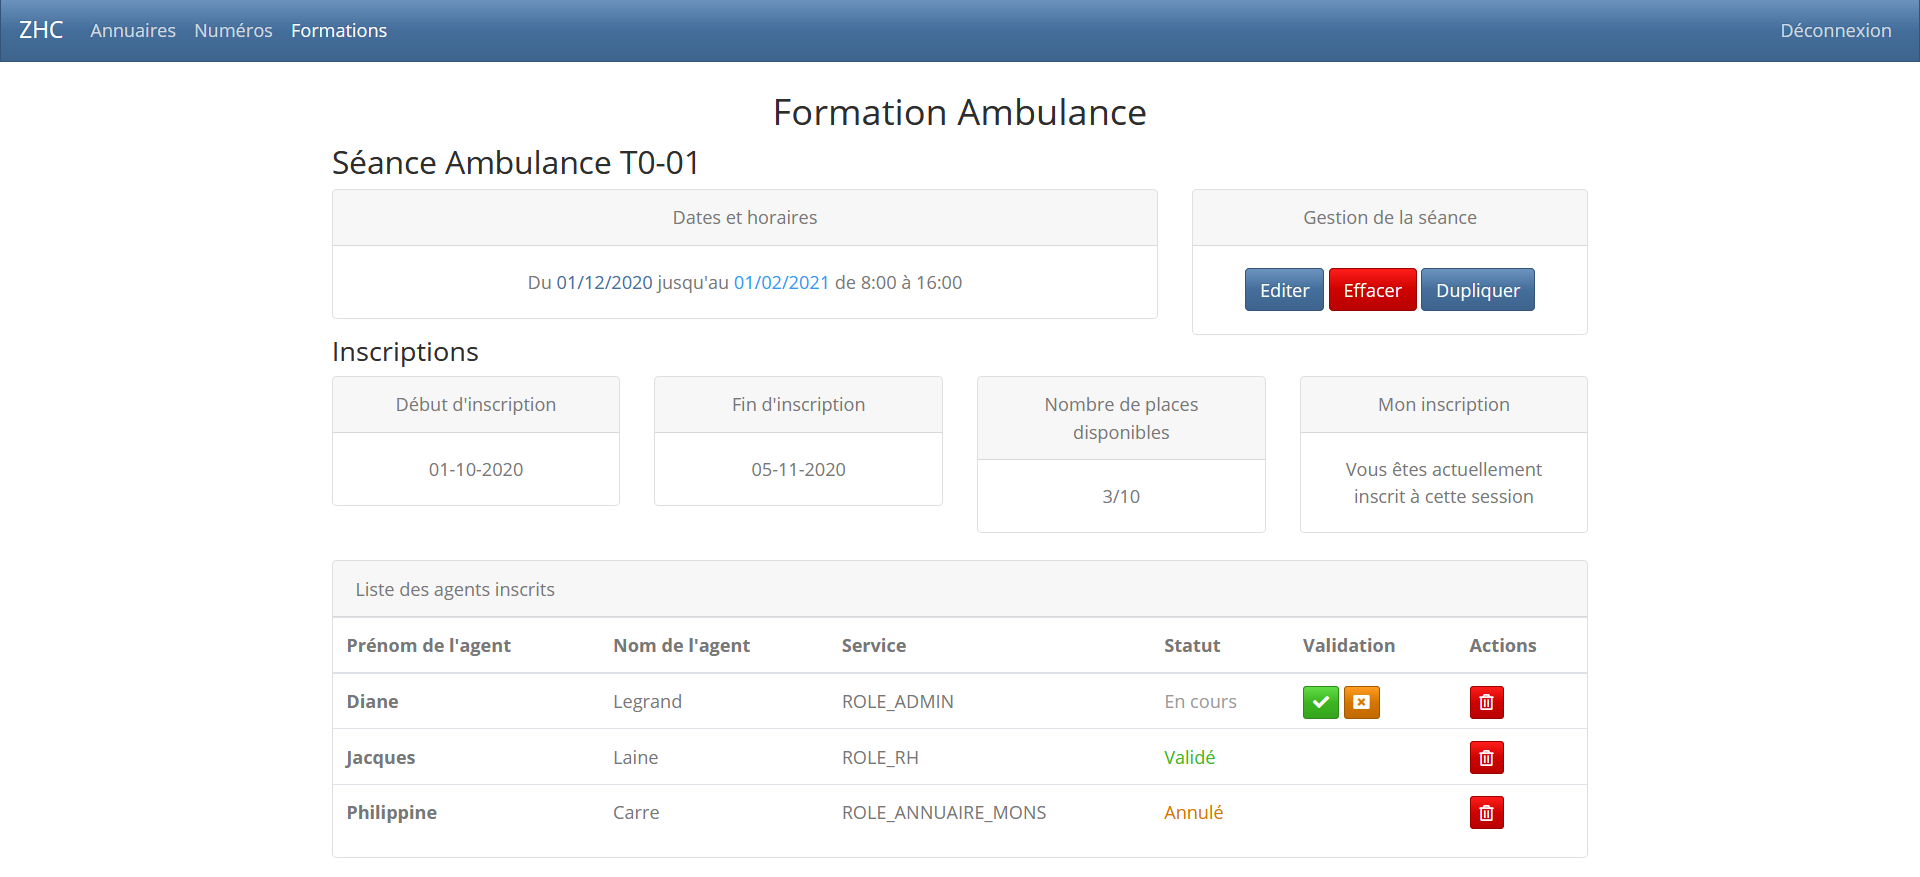 ZHC Annuaires Numéros Formations Déconnexion
Formation Ambulance
Séance Ambulance T0-01
Dates et horaires
Du 01/12/2020 jusqu'au 01/02/2021 de 8:00 à 16:00
Gestion de la séance
Editer Effacer Dupliquer
Inscriptions
Début d'inscription
01-10-2020
Fin d'inscription
05-11-2020
Nombre de places
disponibles
3/10
Mon inscription
Vous êtes actuellement
inscrit à cette session
Liste des agents inscrits
Prénom de l'agent Nom de l'agent Service Statut Validation Actions
Diane Legrand ROLE_ADMIN En cours
Jacques Laine ROLE_RH Validé
Philippine Carre ROLE_ANNUAIRE_MONS Annulé